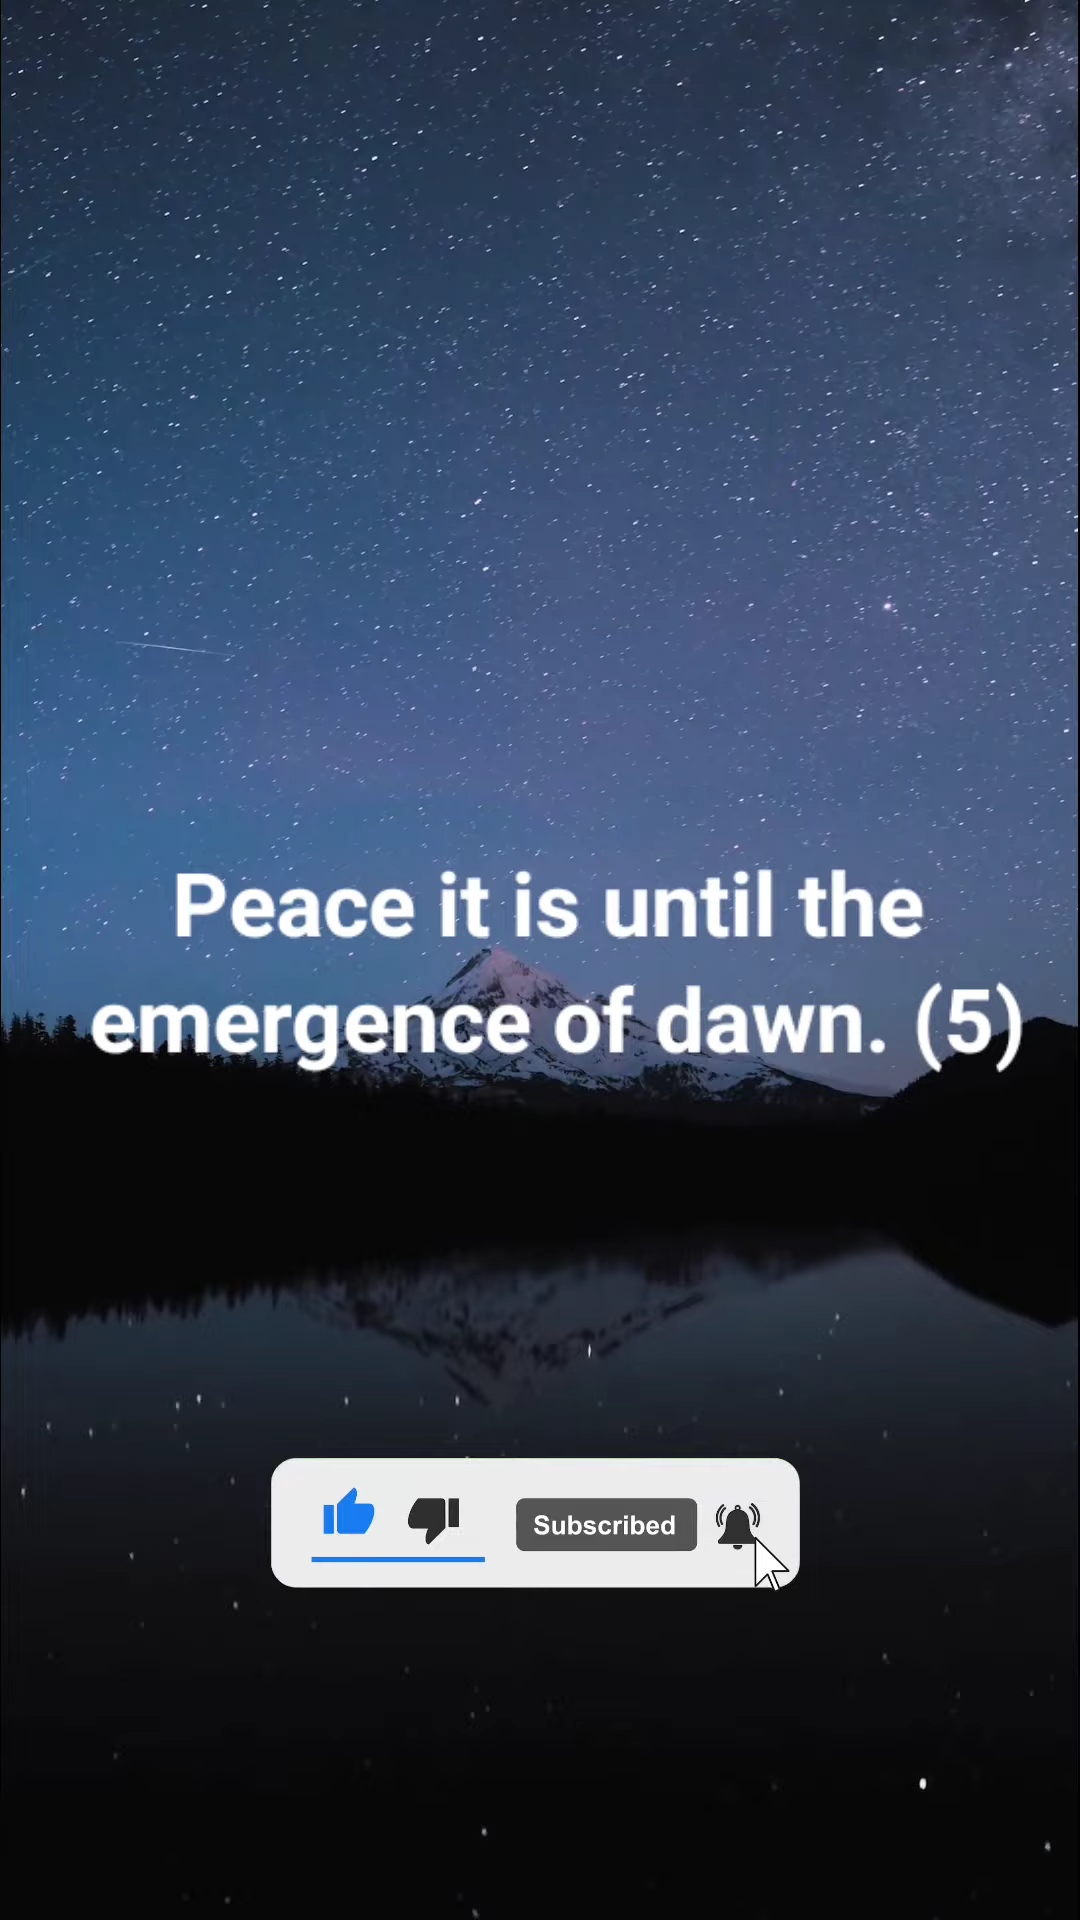 Peace it is until the
emergence of dawn. (5)
Subscribed